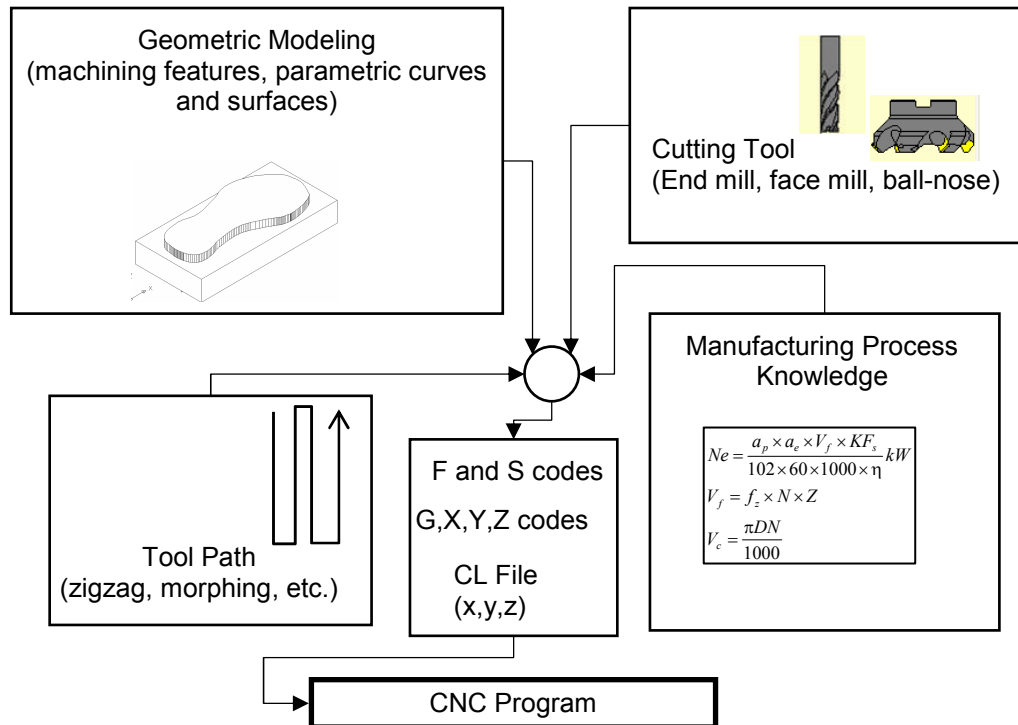 Geometric Modeling
(machining features, parametric curves
and surfaces)
X
Cutting Tool
(End mill, face mill, ball-nose)
Manufacturing Process
Knowledge
Ne = \frac{a_p × a_e × V_f × KF_s}{102 × 60 × 1000 × η} kW
V_f = f_z × N × Z
V_c = \frac{πDN}{1000}
Tool Path
(zigzag, morphing, etc.)
F and S codes
G,X,Y,Z codes
CL File
(x,y,z)
CNC Program